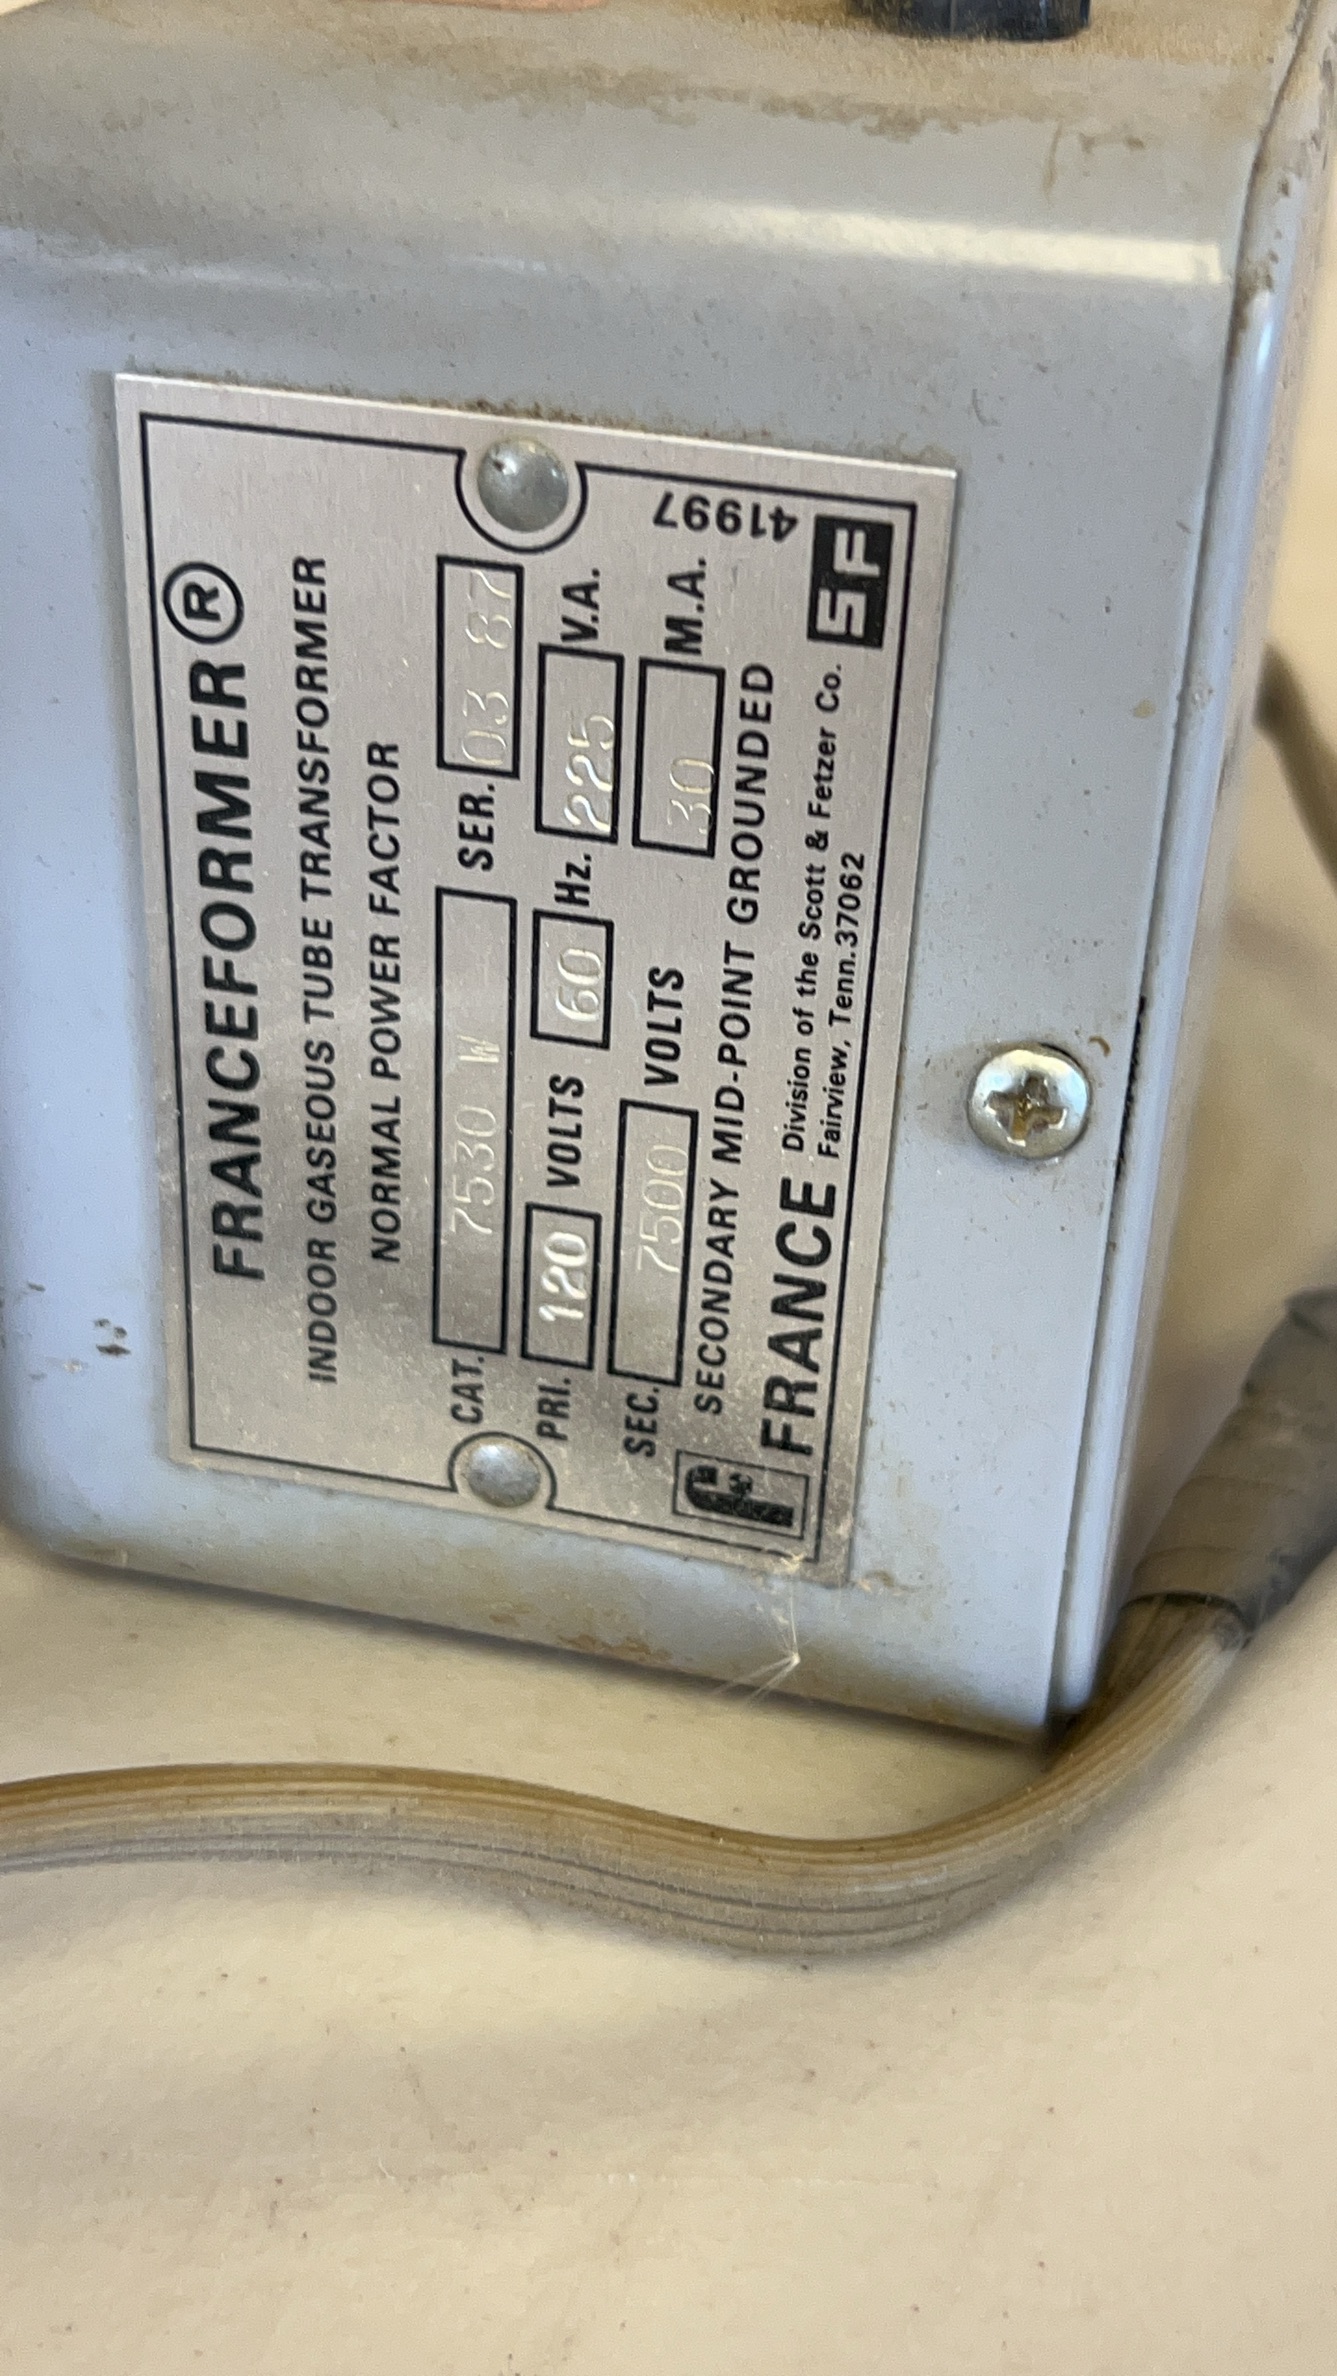 FRANCEFORMER®
INDOOR GASEOUS TUBE TRANSFORMER
NORMAL POWER FACTOR
CAT. 7530 W SER. 03 87
PRI. 120 VOLTS 60 Hz. 225 V.A.
SEC. 7500 VOLTS 30 M.A.
SECONDARY MID-POINT GROUNDED
41997
FRANCE Division of the Scott & Fetzer Co. SF
Fairview, Tenn. 37062